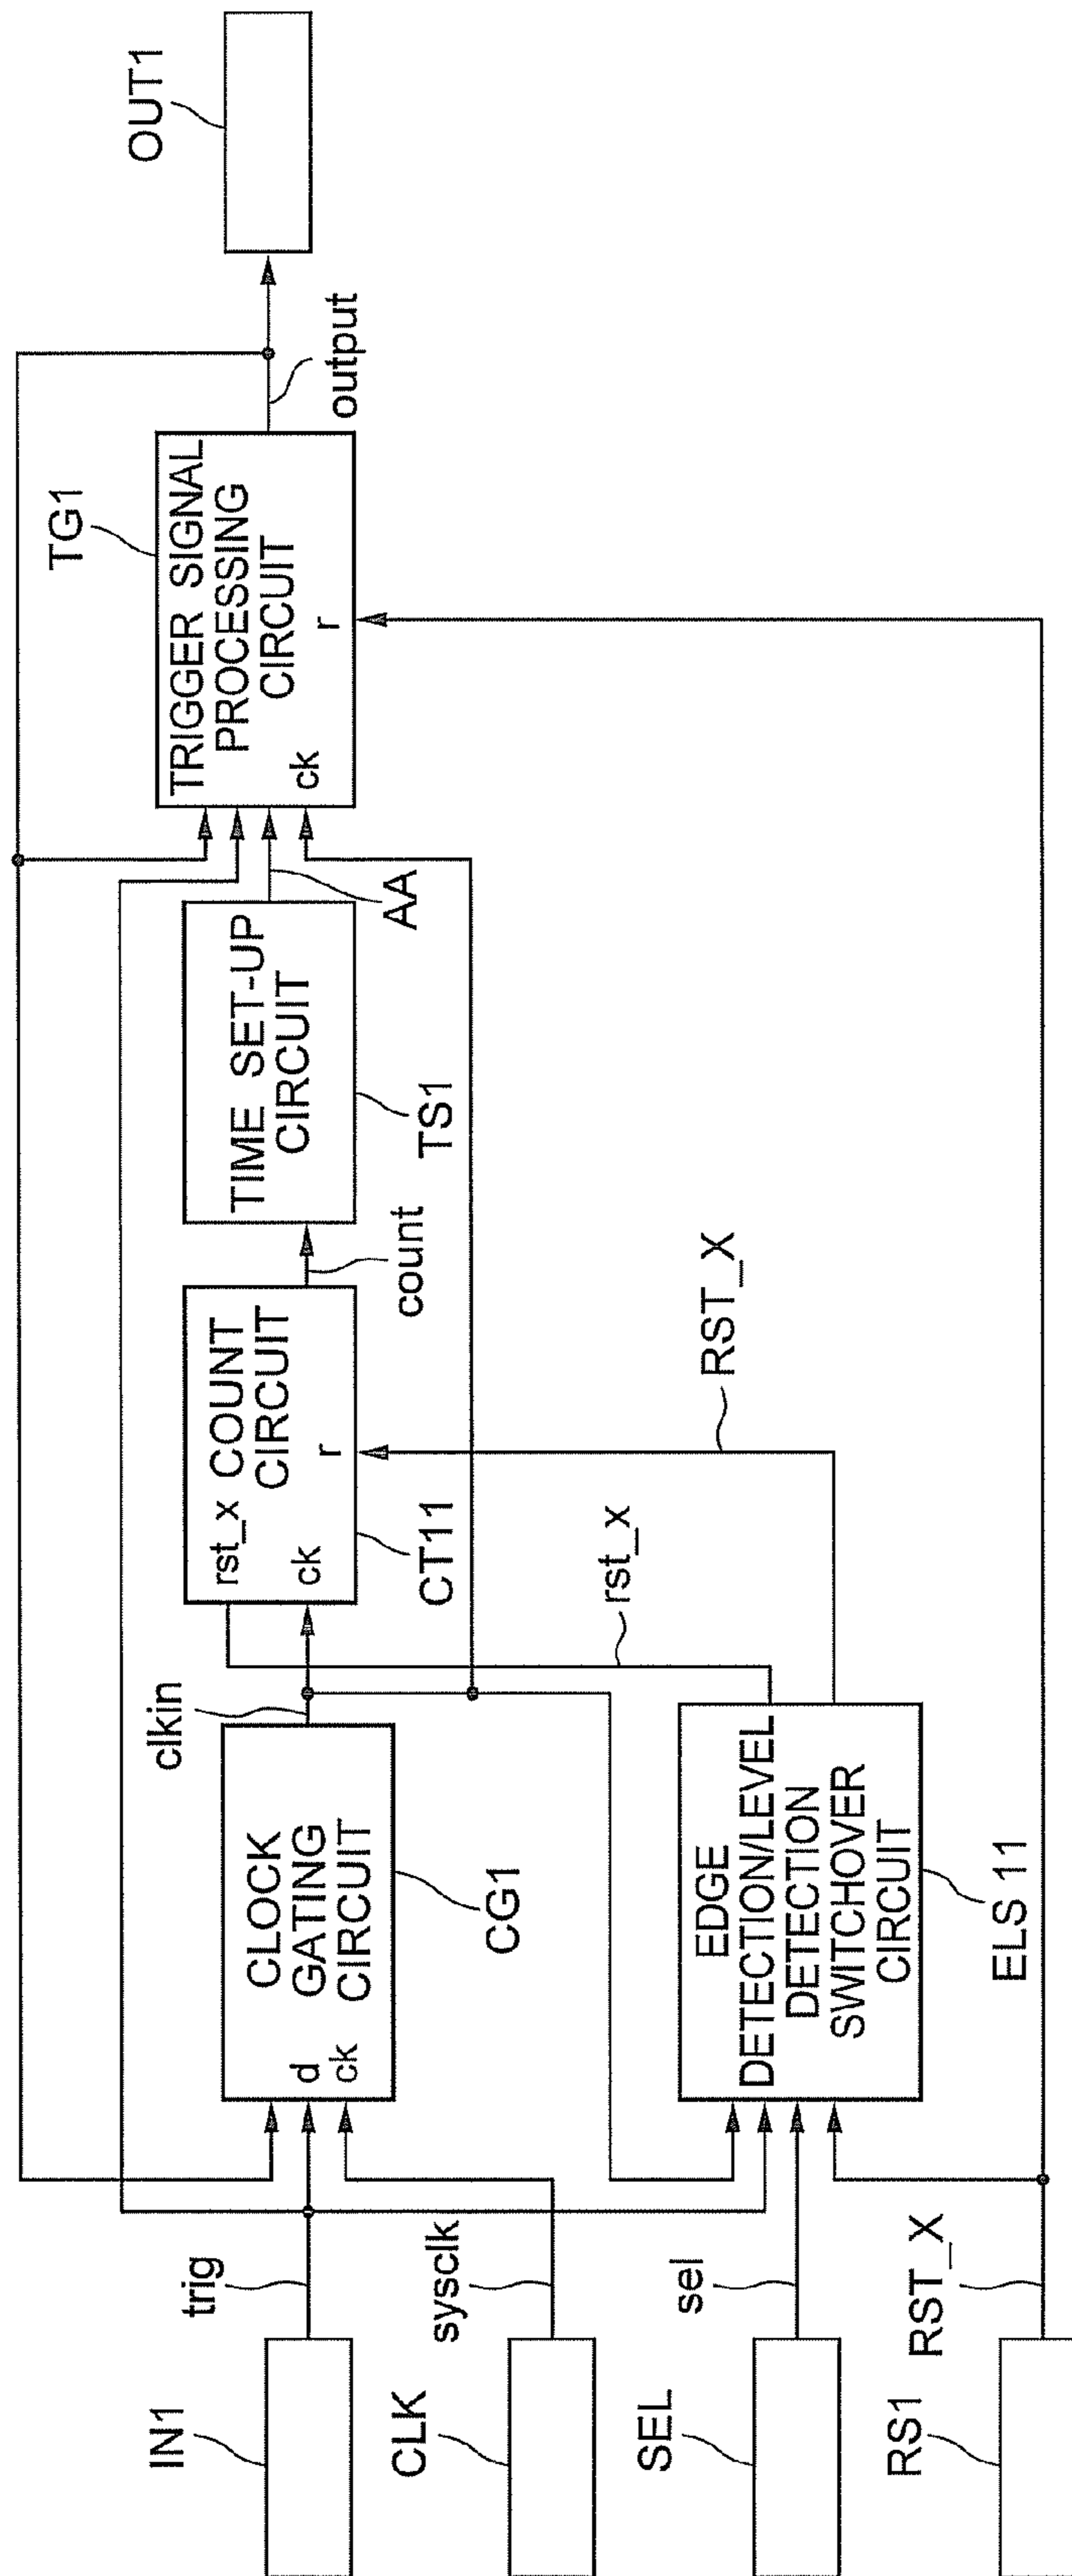 IN1
trig
CLK
sysclk
SEL
sel
RS1
RST_X
d
ck
CLOCK
GATING
CIRCUIT
CG1
clkin
EDGE
DETECTION/LEVEL
DETECTION
SWITCHOVER
CIRCUIT
ELS 11
rst_x
RST_X
rst_x COUNT
CIRCUIT
ck
r
CT11
count
TIME SET-UP
CIRCUIT
TS1
AA
TRIGGER SIGNAL
PROCESSING
CIRCUIT
ck
r
TG1
output
OUT1